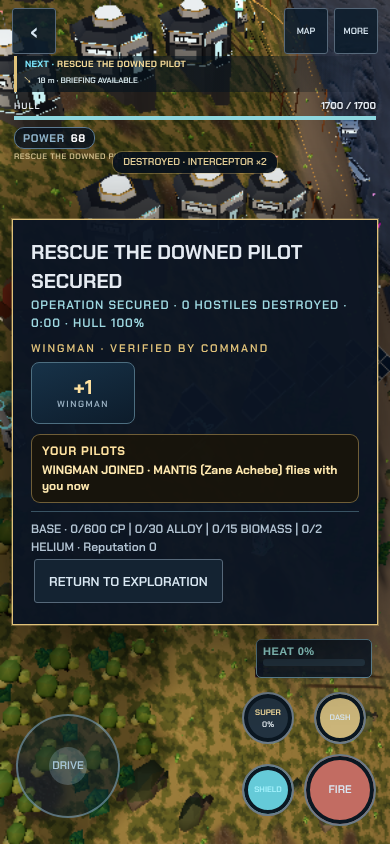 MAP
MORE
NEXT · RESCUE THE DOWNED PILOT
18 m · BRIEFING AVAILABLE
HULL
1700 / 1700
POWER 68
RESCUE THE DOWNED P
DESTROYED · INTERCEPTOR ×2
RESCUE THE DOWNED PILOT
SECURED
OPERATION SECURED · 0 HOSTILES DESTROYED ·
0:00 · HULL 100%
WINGMAN · VERIFIED BY COMMAND
+1
WINGMAN
YOUR PILOTS
WINGMAN JOINED · MANTIS (Zane Achebe) flies with
you now
BASE · 0/600 CP | 0/30 ALLOY | 0/15 BIOMASS | 0/2
HELIUM · Reputation 0
RETURN TO EXPLORATION
HEAT 0%
SUPER
0%
DASH
DRIVE
SHIELD
FIRE